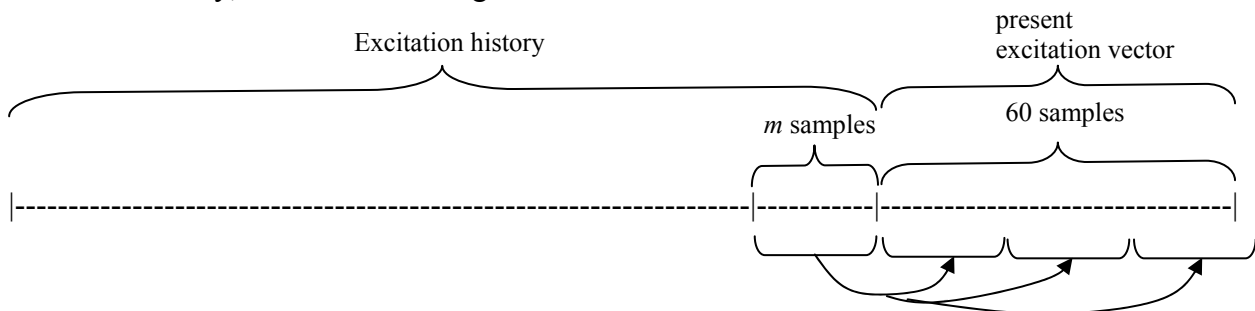 present
Excitation history
excitation vector
m samples
60 samples